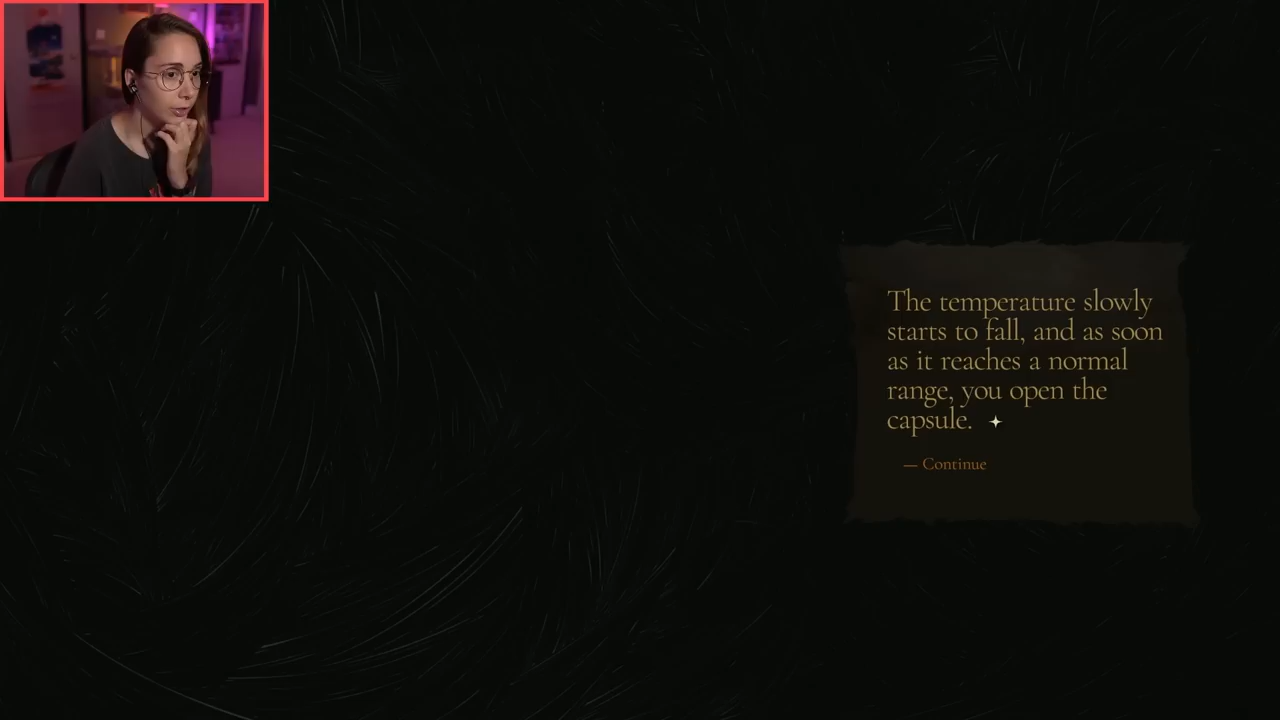 The temperature slowly
starts to fall, and as soon
as it reaches a normal
range, you open the
capsule.
— Continue